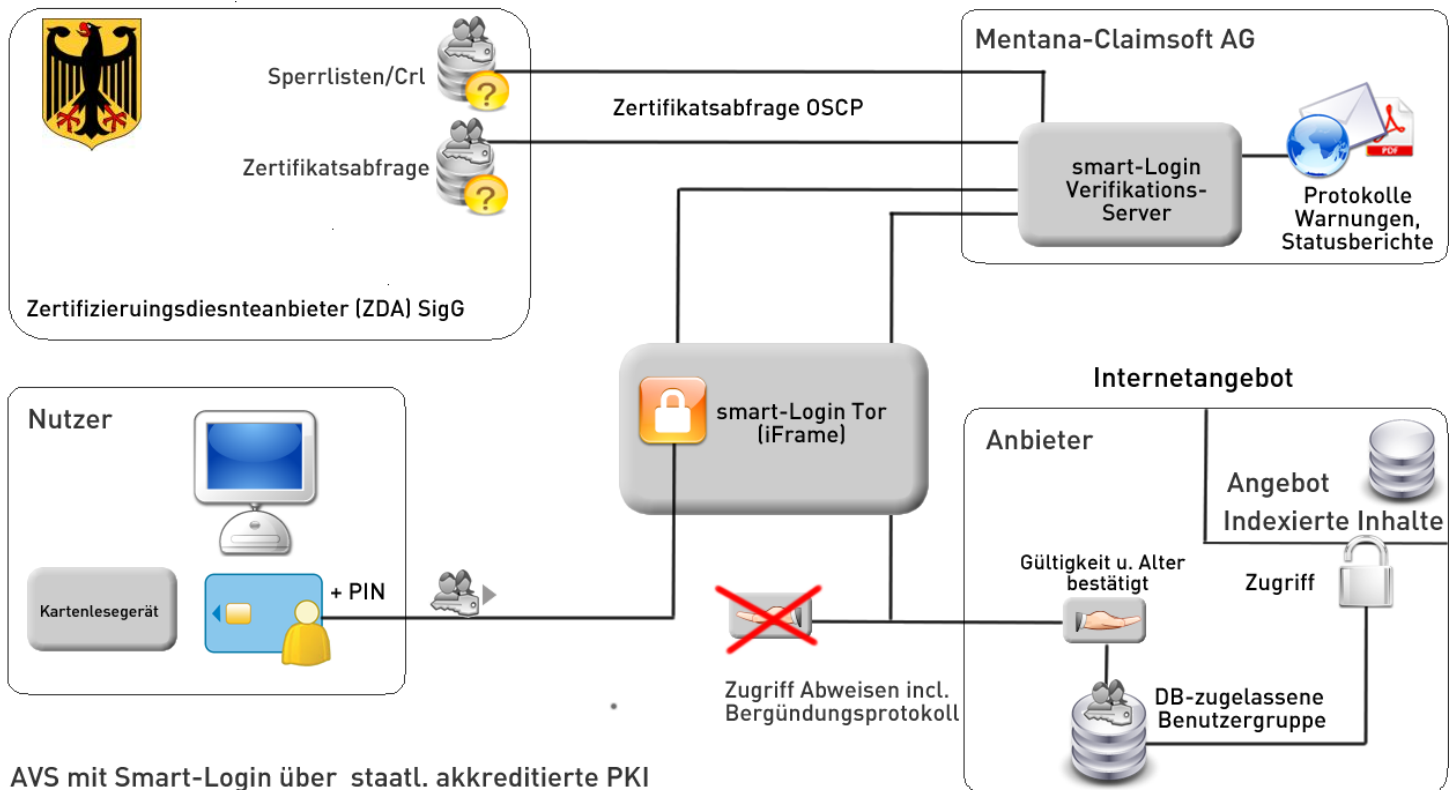 Sperrlisten/Crl
Zertifikatsabfrage
Zertifizieruingsdiesnteanbieter (ZDA) SigG
Zertifikatsabfrage OSCP
Mentana-Claimsoft AG
smart-Login
Verifikations-
Server
PDF
Protokolle
Warnungen,
Statusberichte
Nutzer
Kartenlesegerät
+ PIN
smart-Login Tor
(iFrame)
Zugriff Abweisen incl.
Bergündungsprotokoll
Internetangebot
Anbieter
Angebot
Indexierte Inhalte
Gültigkeit u. Alter
bestätigt
Zugriff
DB-zugelassene
Benutzergruppe
AVS mit Smart-Login über staatl. akkreditierte PKI